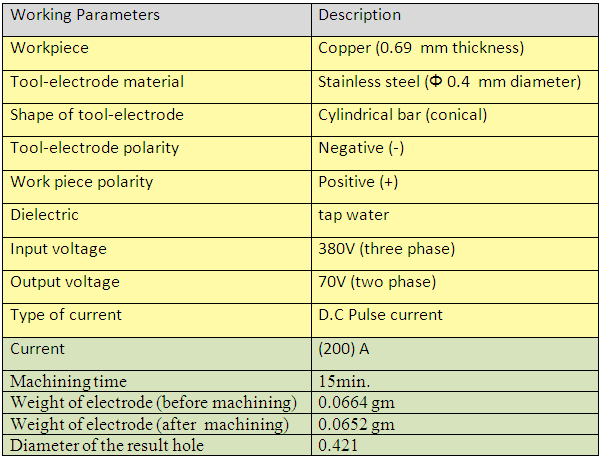 Working Parameters Description
Workpiece Copper (0.69 mm thickness)
Tool-electrode material Stainless steel (Φ 0.4 mm diameter)
Shape of tool-electrode Cylindrical bar (conical)
Tool-electrode polarity Negative (-)
Work piece polarity Positive (+)
Dielectric tap water
Input voltage 380V (three phase)
Output voltage 70V (two phase)
Type of current D.C Pulse current
Current (200) A
Machining time 15min.
Weight of electrode (before machining) 0.0664 gm
Weight of electrode (after machining) 0.0652 gm
Diameter of the result hole 0.421